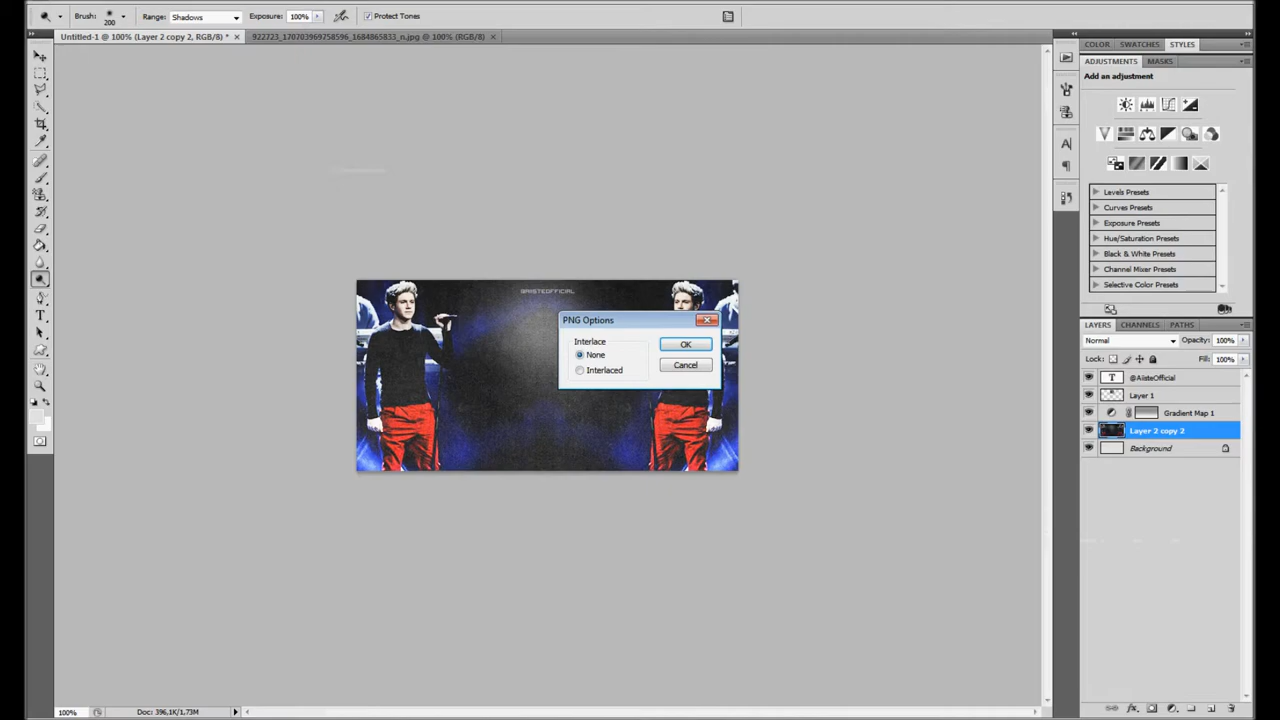 Brush: 200 Range: Shadows Exposure: 100% Protect Tones
Untitled-1 @ 100% (Layer 2 copy 2, RGB/8) * x 922723_170703969758596_1684865833_n.jpg @ 100% (RGB/8) x
COLOR SWATCHES STYLES
ADJUSTMENTS MASKS
Add an adjustment
Levels Presets
Curves Presets
Exposure Presets
Hue/Saturation Presets
Black & White Presets
Channel Mixer Presets
Selective Color Presets
@AISTEOFFICIAL
PNG Options
Interlace
None
Interlaced
OK
Cancel
LAYERS CHANNELS PATHS
Normal Opacity: 100%
Lock: Fill: 100%
T @AisteOfficial
Layer 1
Gradient Map 1
Layer 2 copy 2
Background
100% Doc: 396,1K/1,73M